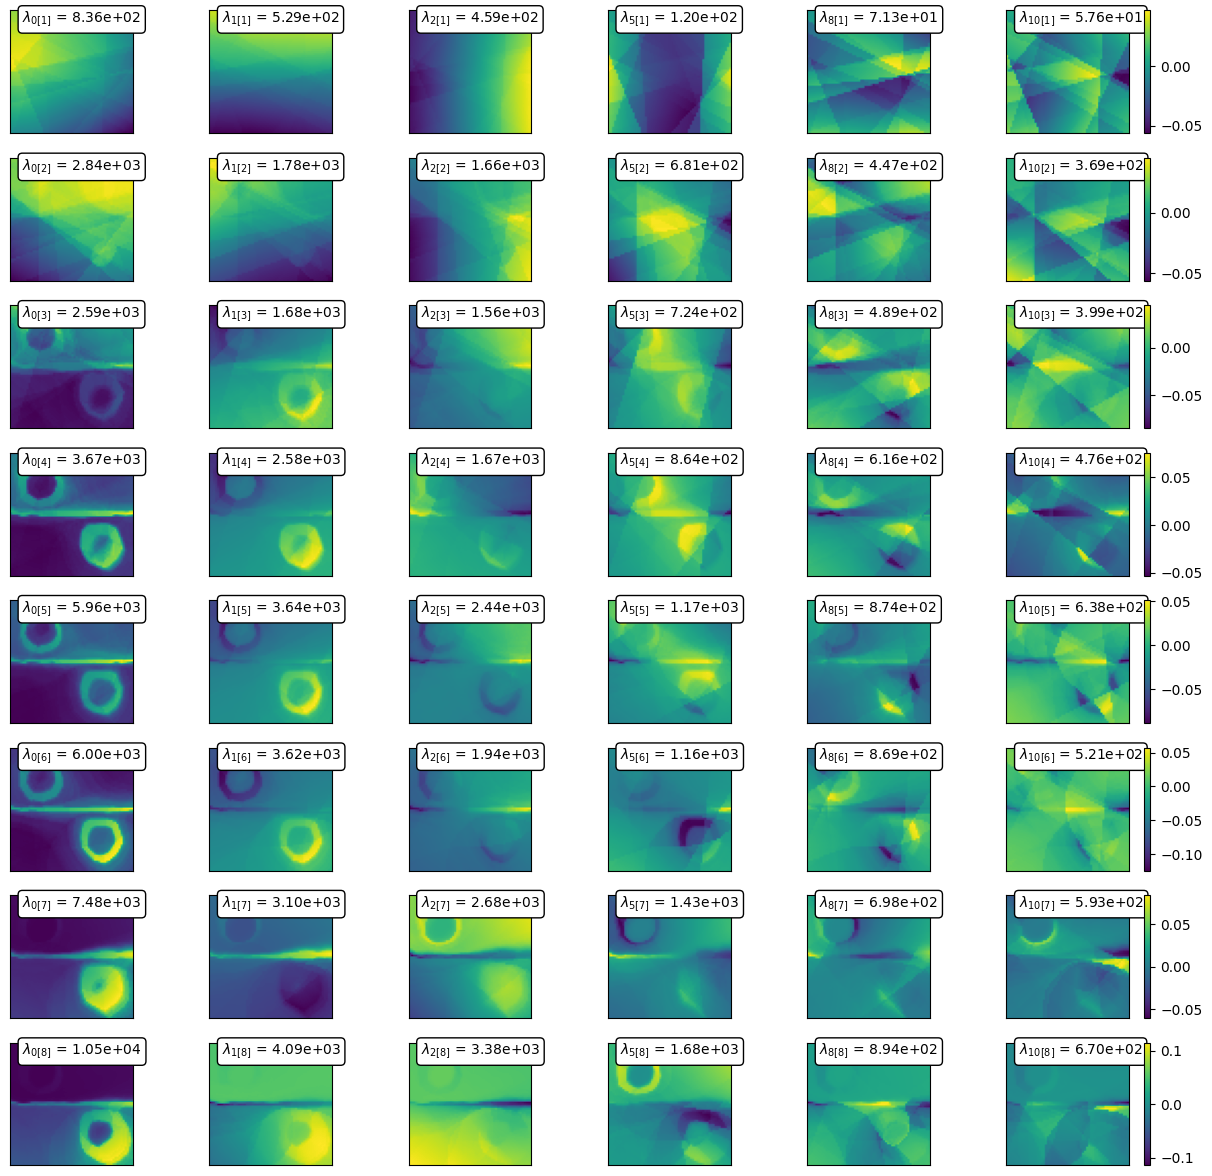 λ0[1] = 8.36e+02 λ1[1] = 5.29e+02 λ2[1] = 4.59e+02 λ5[1] = 1.20e+02 λ8[1] = 7.13e+01 λ10[1] = 5.76e+01
0.00
−0.05
λ0[2] = 2.84e+03 λ1[2] = 1.78e+03 λ2[2] = 1.66e+03 λ5[2] = 6.81e+02 λ8[2] = 4.47e+02 λ10[2] = 3.69e+02
0.00
−0.05
λ0[3] = 2.59e+03 λ1[3] = 1.68e+03 λ2[3] = 1.56e+03 λ5[3] = 7.24e+02 λ8[3] = 4.89e+02 λ10[3] = 3.99e+02
0.00
−0.05
λ0[4] = 3.67e+03 λ1[4] = 2.58e+03 λ2[4] = 1.67e+03 λ5[4] = 8.64e+02 λ8[4] = 6.16e+02 λ10[4] = 4.76e+02
0.05
0.00
−0.05
λ0[5] = 5.96e+03 λ1[5] = 3.64e+03 λ2[5] = 2.44e+03 λ5[5] = 1.17e+03 λ8[5] = 8.74e+02 λ10[5] = 6.38e+02
0.05
0.00
−0.05
λ0[6] = 6.00e+03 λ1[6] = 3.62e+03 λ2[6] = 1.94e+03 λ5[6] = 1.16e+03 λ8[6] = 8.69e+02 λ10[6] = 5.21e+02
0.05
0.00
−0.05
−0.10
λ0[7] = 7.48e+03 λ1[7] = 3.10e+03 λ2[7] = 2.68e+03 λ5[7] = 1.43e+03 λ8[7] = 6.98e+02 λ10[7] = 5.93e+02
0.05
0.00
−0.05
λ0[8] = 1.05e+04 λ1[8] = 4.09e+03 λ2[8] = 3.38e+03 λ5[8] = 1.68e+03 λ8[8] = 8.94e+02 λ10[8] = 6.70e+02
0.1
0.0
−0.1